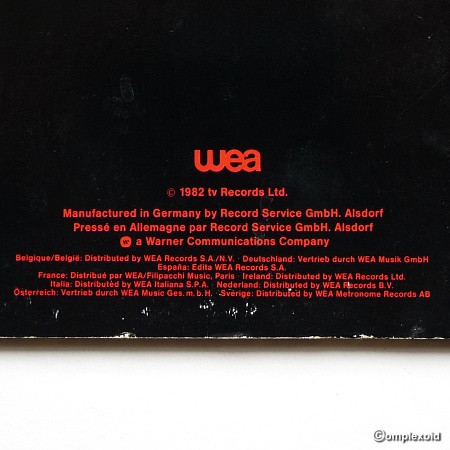 wea
© 1982 tv Records Ltd.
Manufactured in Germany by Record Service GmbH. Alsdorf
Pressé en Allemagne par Record Service GmbH. Alsdorf
a Warner Communications Company
Belgique/België: Distributed by WEA Records S.A./N.V. · Deutschland: Vertrieb durch WEA Musik GmbH
España: Edita WEA Records S.A.
France: Distribué par WEA/Filipacchi Music, Paris · Ireland: Distributed by WEA Records Ltd.
Italia: Distributed by WEA Italiana S.P.A. · Nederland: Distributed by WEA Records B.V.
Österreich: Vertrieb durch WEA Music Ges. m. b. H. · Sverige: Distributed by WEA Metronome Records AB
©omplexoid